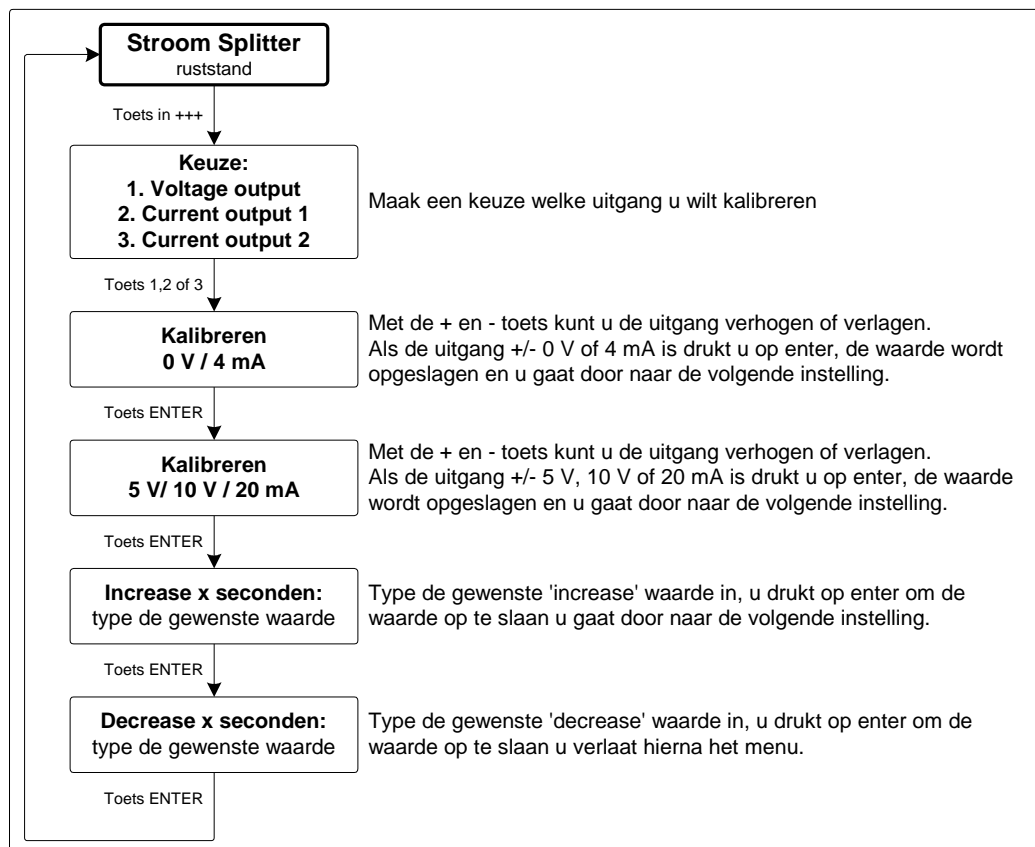 Stroom Splitter
ruststand
Toets in +++
Keuze:
1. Voltage output
2. Current output 1
3. Current output 2
Maak een keuze welke uitgang u wilt kalibreren
Toets 1,2 of 3
Kalibreren
0 V / 4 mA
Met de + en - toets kunt u de uitgang verhogen of verlagen.
Als de uitgang +/- 0 V of 4 mA is drukt u op enter, de waarde wordt
opgeslagen en u gaat door naar de volgende instelling.
Toets ENTER
Kalibreren
5 V/ 10 V / 20 mA
Met de + en - toets kunt u de uitgang verhogen of verlagen.
Als de uitgang +/- 5 V, 10 V of 20 mA is drukt u op enter, de waarde
wordt opgeslagen en u gaat door naar de volgende instelling.
Toets ENTER
Increase x seconden:
type de gewenste waarde
Type de gewenste 'increase' waarde in, u drukt op enter om de
waarde op te slaan u gaat door naar de volgende instelling.
Toets ENTER
Decrease x seconden:
type de gewenste waarde
Type de gewenste 'decrease' waarde in, u drukt op enter om de
waarde op te slaan u verlaat hierna het menu.
Toets ENTER